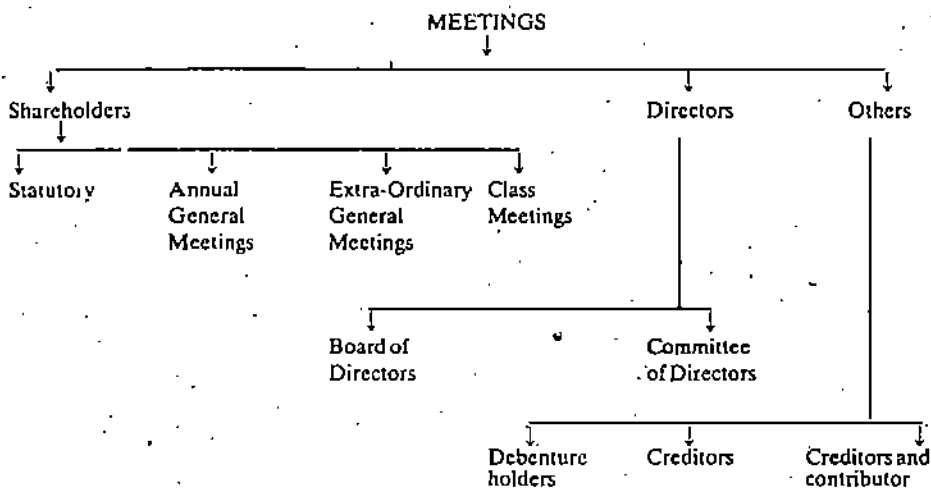 MEETINGS
Shareholders Directors Others
Statutory Annual General Meetings Extra-Ordinary General Meetings Class Meetings
Board of Directors Committee of Directors
Debenture holders Creditors Creditors and contributor